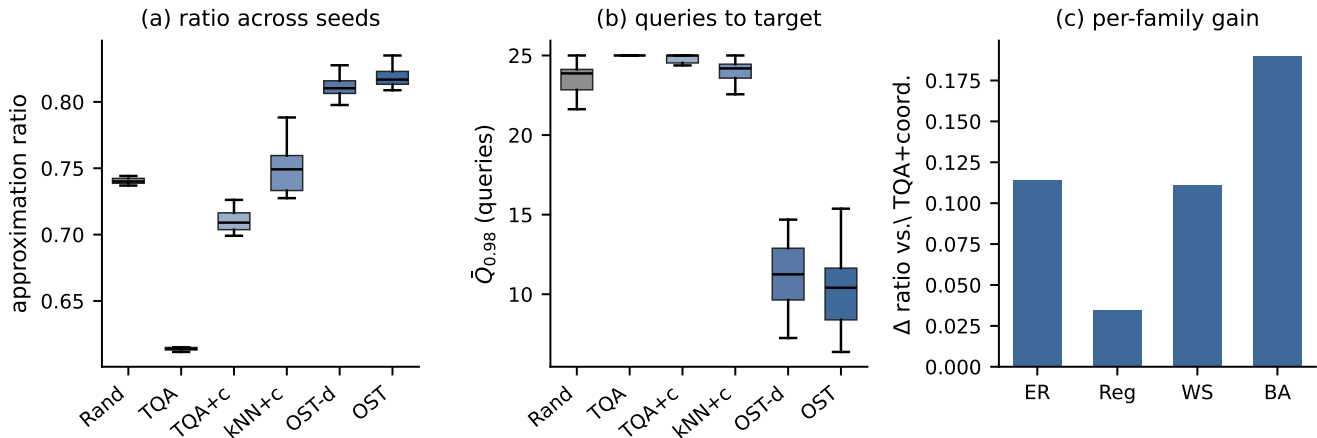 (a) ratio across seeds
approximation ratio
0.80
0.75
0.70
0.65
Rand
TQA
TQA+c
kNN+c
OST-d
OST
(b) queries to target
Q̄0.98 (queries)
25
20
15
10
Rand
TQA
TQA+c
kNN+c
OST-d
OST
(c) per-family gain
Δ ratio vs.\ TQA+coord.
0.175
0.150
0.125
0.100
0.075
0.050
0.025
0.000
ER
Reg
WS
BA